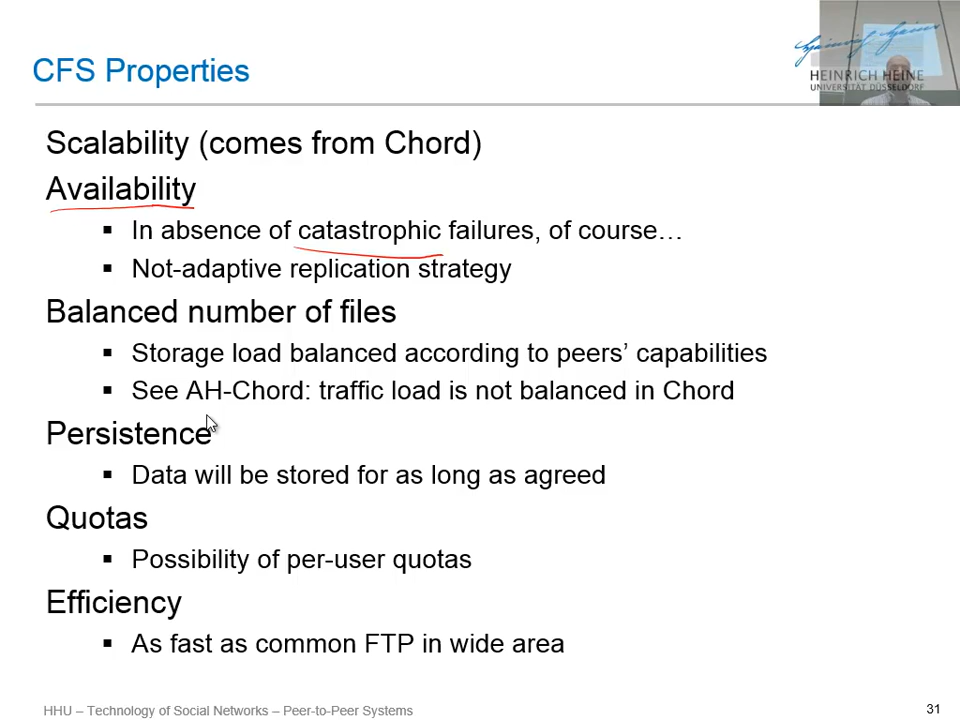 CFS Properties
HEINRICH HEINE
UNIVERSITÄT DÜSSELDORF
Scalability (comes from Chord)
Availability
▪ In absence of catastrophic failures, of course…
▪ Not-adaptive replication strategy
Balanced number of files
▪ Storage load balanced according to peers’ capabilities
▪ See AH-Chord: traffic load is not balanced in Chord
Persistence
▪ Data will be stored for as long as agreed
Quotas
▪ Possibility of per-user quotas
Efficiency
▪ As fast as common FTP in wide area
HHU – Technology of Social Networks – Peer-to-Peer Systems
31